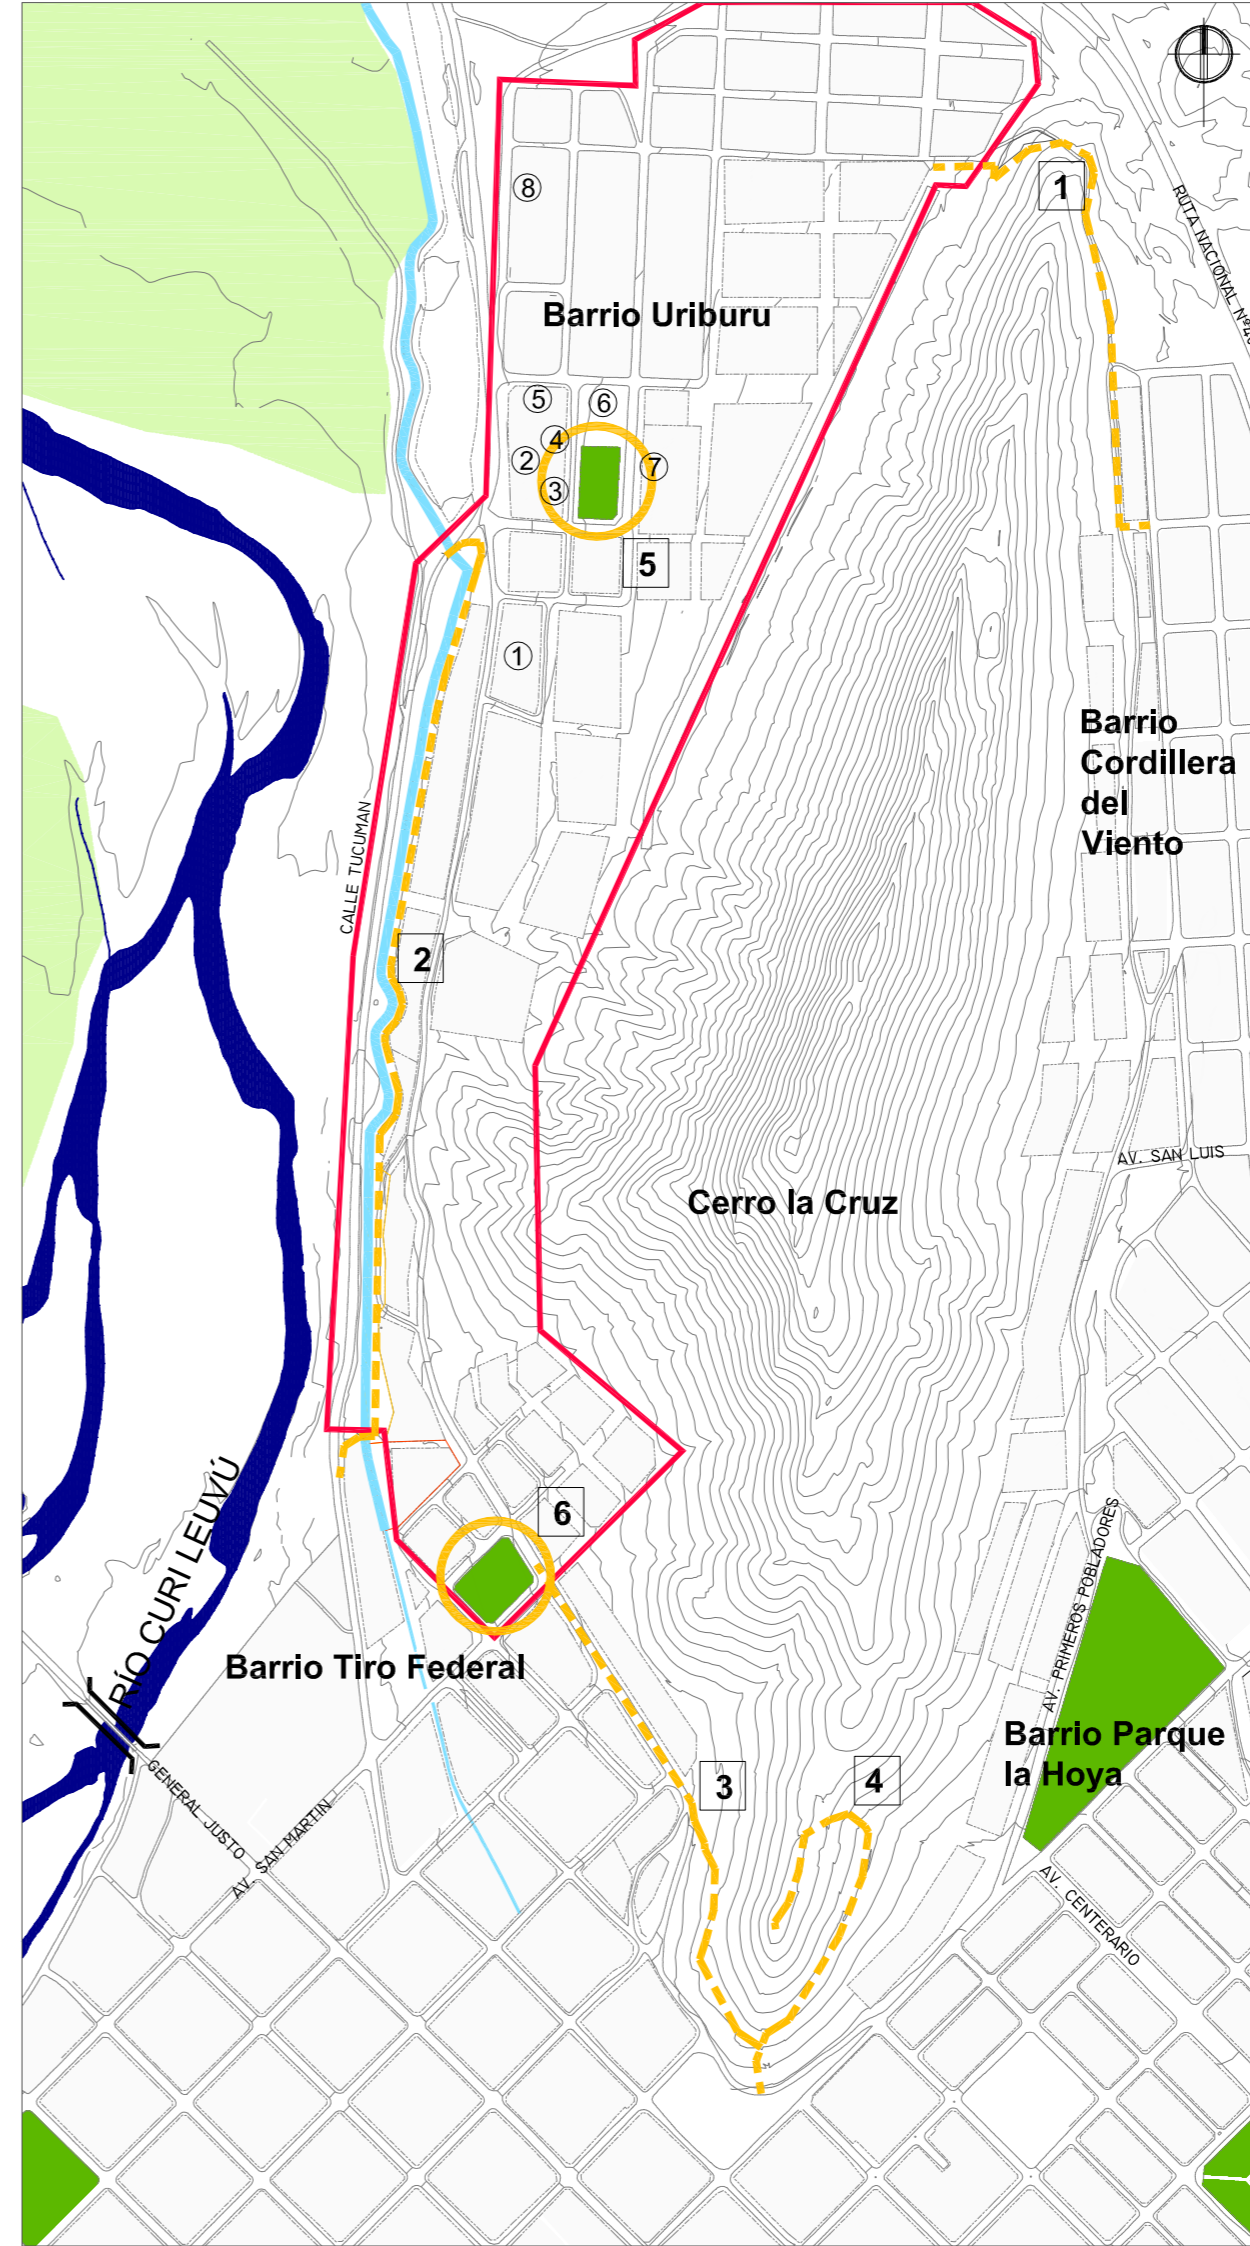 1
RUTA NACIONAL Nº40
8
Barrio Uriburu
5
6
4
2
7
3
5
1
Barrio
Cordillera
del
Viento
CALLE TUCUMAN
2
AV. SAN LUIS
Cerro la Cruz
RÍO CURI LEUVÚ
6
AV. PRIMEROS POBLADORES
Barrio Tiro Federal
Barrio Parque
la Hoya
3
4
GENERAL JUSTO
AV. SAN MARTIN
AV. CENTERARIO